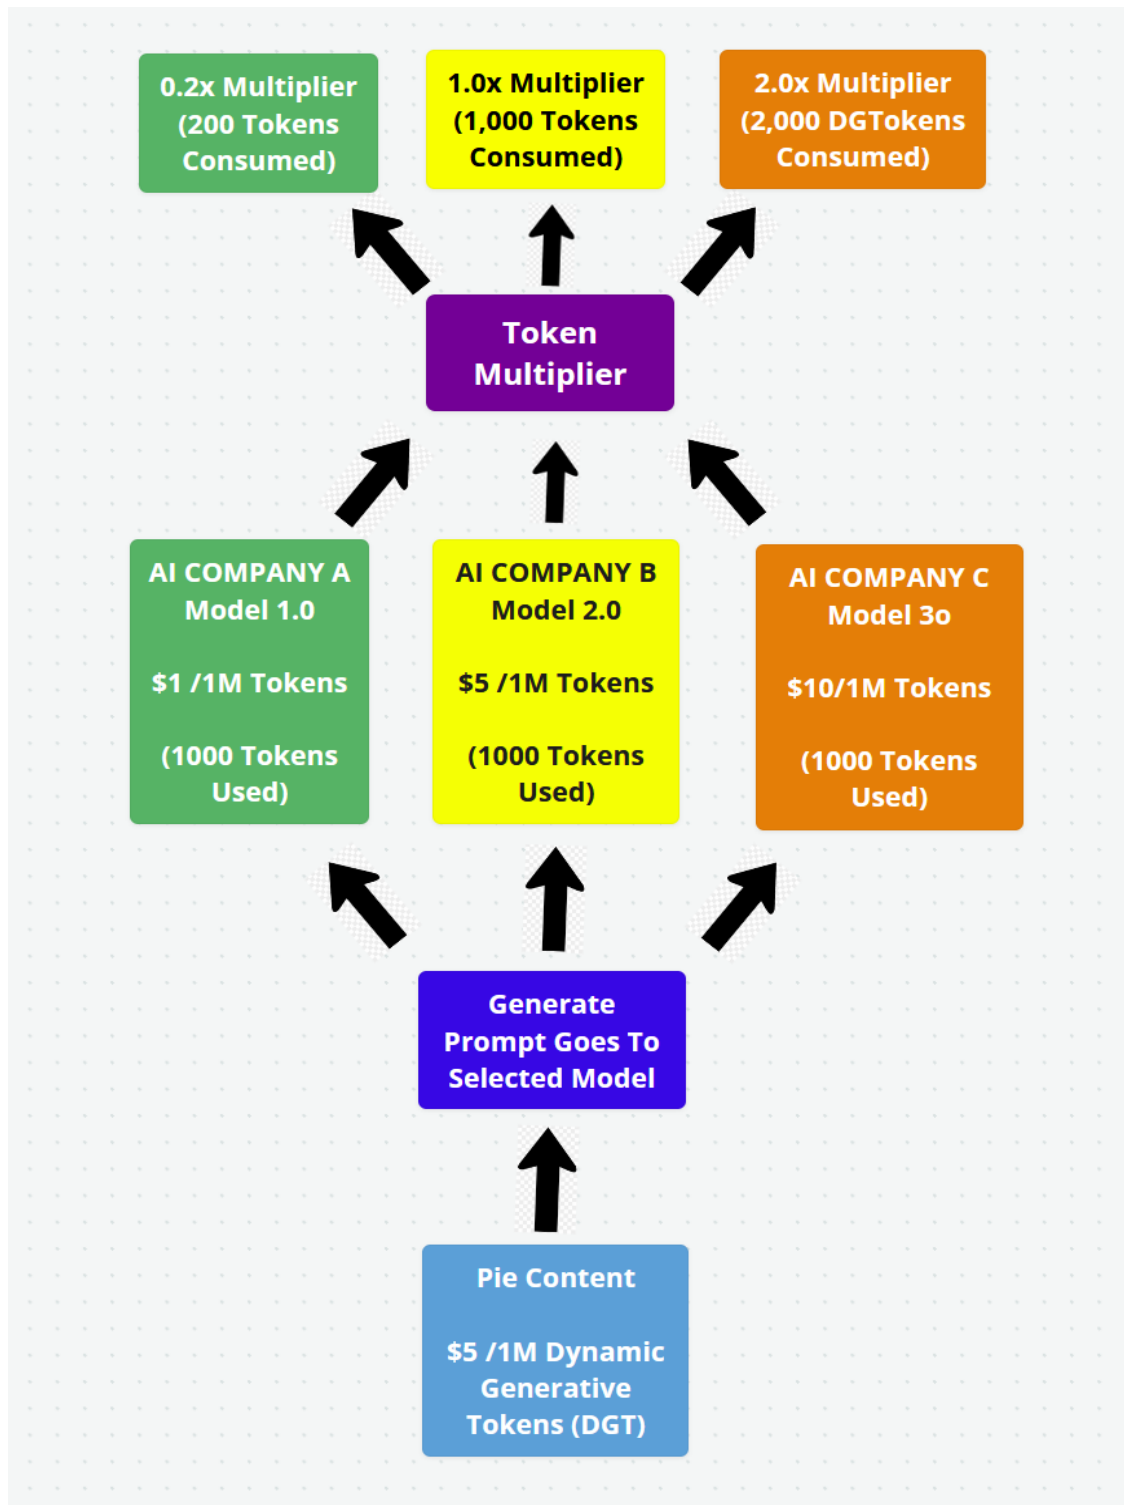 0.2x Multiplier
(200 Tokens
Consumed)
1.0x Multiplier
(1,000 Tokens
Consumed)
2.0x Multiplier
(2,000 DGTokens
Consumed)
Token
Multiplier
AI COMPANY A
Model 1.0
$1 /1M Tokens
(1000 Tokens
Used)
AI COMPANY B
Model 2.0
$5 /1M Tokens
(1000 Tokens
Used)
AI COMPANY C
Model 3o
$10/1M Tokens
(1000 Tokens
Used)
Generate
Prompt Goes To
Selected Model
Pie Content
$5 /1M Dynamic
Generative
Tokens (DGT)